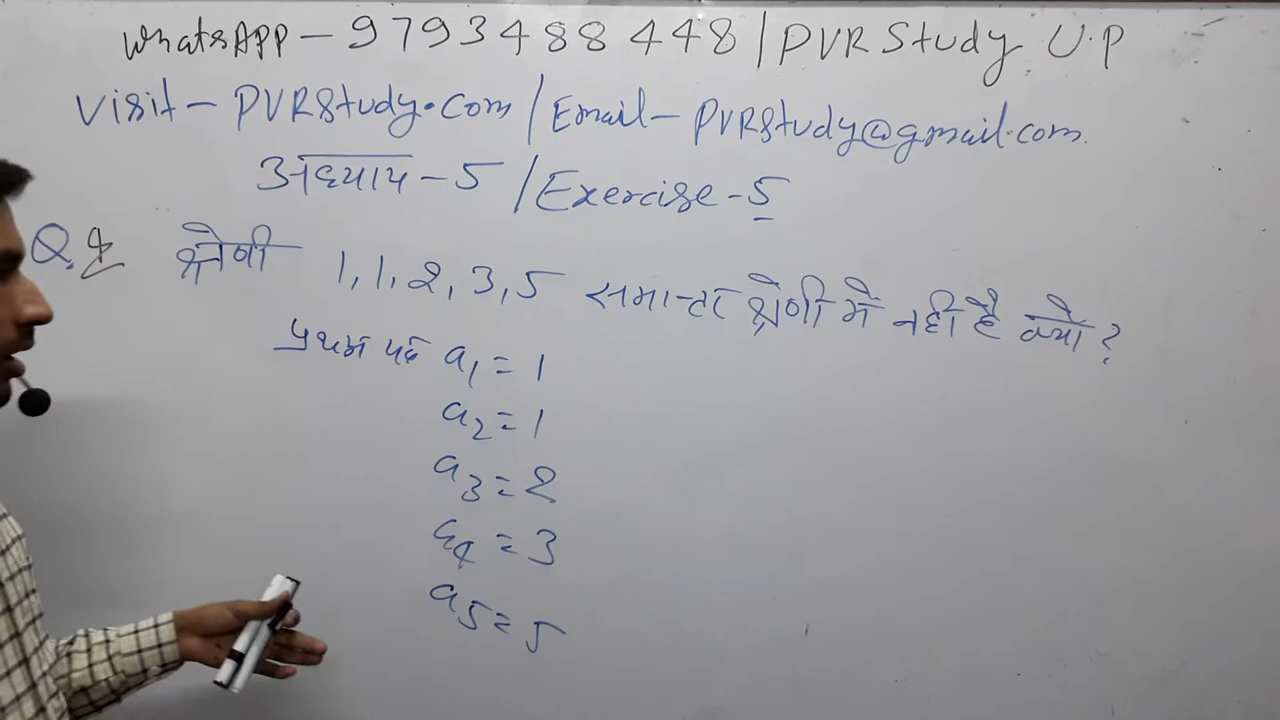 WhatsAPP - 9793488448 | PVR Study U.P
Visit - PVRStudy.com / Email - PVRStudy@gmail.com.
अध्याय - 5 / Exercise - 5
Q. श्रेणी 1, 1, 2, 3, 5 समान्तर श्रेणी में नहीं है क्यों ?
प्रथम पद a₁ = 1
a₂ = 1
a₃ = 2
a₄ = 3
a₅ = 5